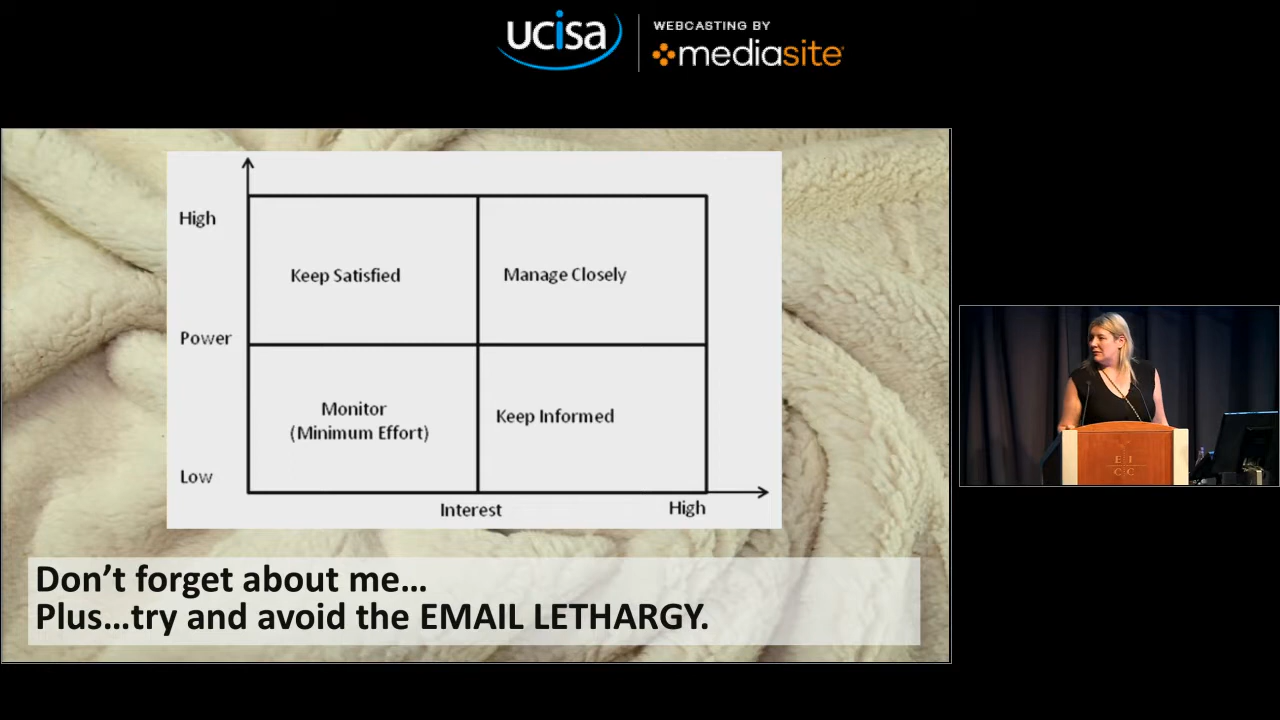 ucisa
WEBCASTING BY
mediasite
High
Keep Satisfied
Manage Closely
Power
Monitor
(Minimum Effort)
Keep Informed
Low
Interest
High
Don't forget about me…
Plus…try and avoid the EMAIL LETHARGY.
E I
C C